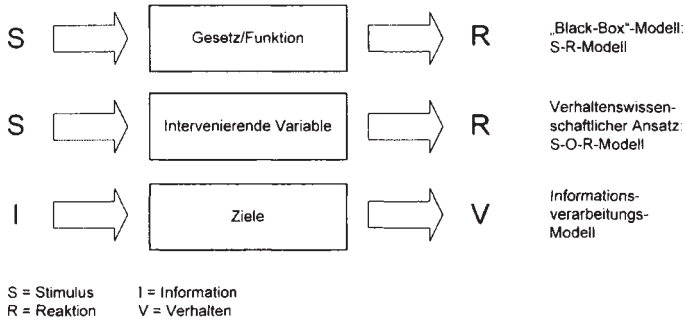 S Gesetz/Funktion R „Black-Box“-Modell:
S-R-Modell
S Intervenierende Variable R Verhaltenswissen-
schaftlicher Ansatz:
S-O-R-Modell
I Ziele V Informations-
verarbeitungs-
Modell
S = Stimulus I = Information
R = Reaktion V = Verhalten